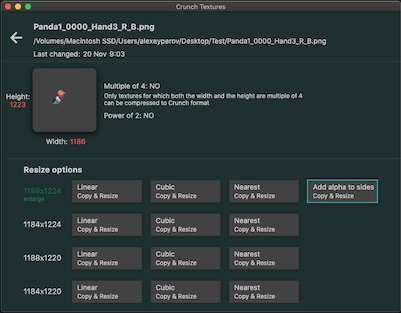 Crunch Textures
Panda1_0000_Hand3_R_B.png
/Volumes/Macintosh SSD/Users/alexeyperov/Desktop/Test/Panda1_0000_Hand3_R_B.png
Last changed: 20 Nov 9:03
Height:
1223
Multiple of 4: NO
Only textures for which both the width and the height are multiple of 4
can be compressed to Crunch format
Power of 2: NO
Width: 1186
Resize options
1188x1224
enlarge
Linear
Copy & Resize
Cubic
Copy & Resize
Nearest
Copy & Resize
Add alpha to sides
Copy & Resize
1184x1224
Linear
Copy & Resize
Cubic
Copy & Resize
Nearest
Copy & Resize
1188x1220
Linear
Copy & Resize
Cubic
Copy & Resize
Nearest
Copy & Resize
1184x1220
Linear
Copy & Resize
Cubic
Copy & Resize
Nearest
Copy & Resize